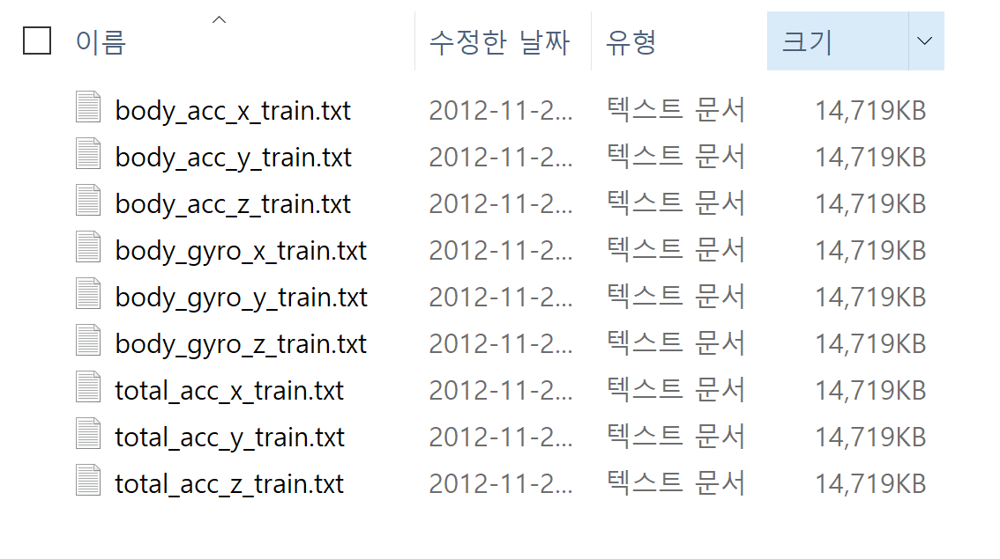 이름 수정한 날짜 유형 크기
body_acc_x_train.txt 2012-11-2... 텍스트 문서 14,719KB
body_acc_y_train.txt 2012-11-2... 텍스트 문서 14,719KB
body_acc_z_train.txt 2012-11-2... 텍스트 문서 14,719KB
body_gyro_x_train.txt 2012-11-2... 텍스트 문서 14,719KB
body_gyro_y_train.txt 2012-11-2... 텍스트 문서 14,719KB
body_gyro_z_train.txt 2012-11-2... 텍스트 문서 14,719KB
total_acc_x_train.txt 2012-11-2... 텍스트 문서 14,719KB
total_acc_y_train.txt 2012-11-2... 텍스트 문서 14,719KB
total_acc_z_train.txt 2012-11-2... 텍스트 문서 14,719KB